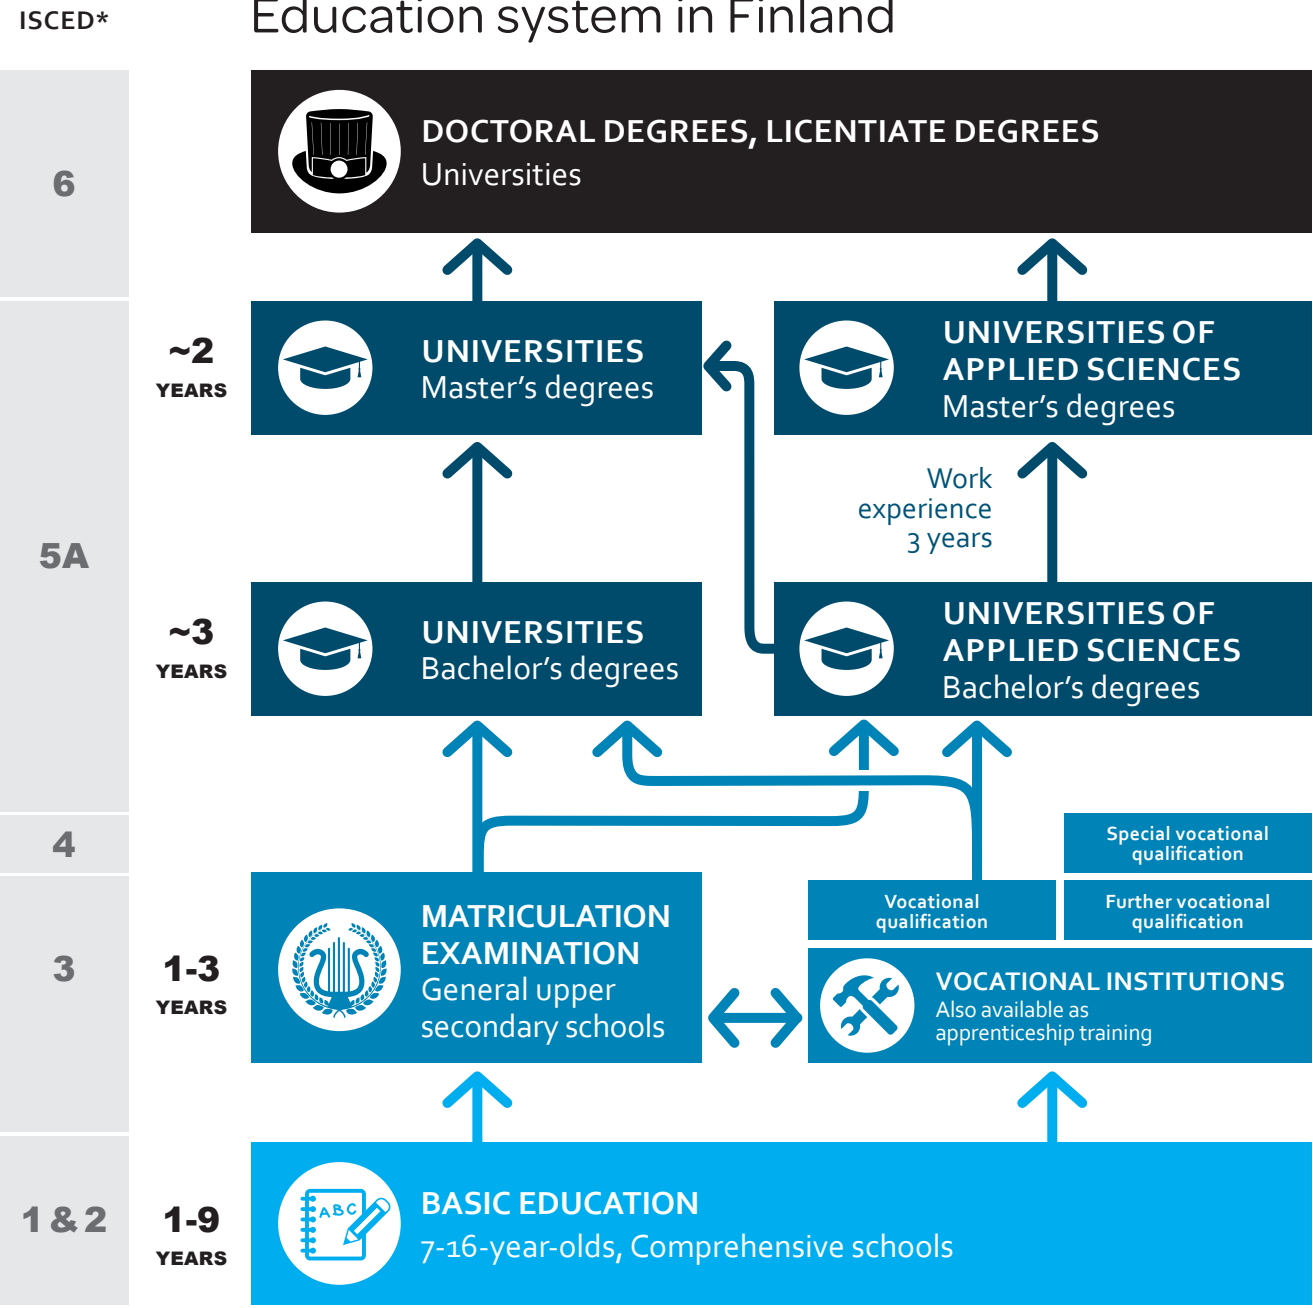 ISCED*
Education system in Finland
6
DOCTORAL DEGREES, LICENTIATE DEGREES
Universities
5A
~2
YEARS
UNIVERSITIES
Master's degrees
UNIVERSITIES OF
APPLIED SCIENCES
Master's degrees
Work
experience
3 years
~3
YEARS
UNIVERSITIES
Bachelor's degrees
UNIVERSITIES OF
APPLIED SCIENCES
Bachelor's degrees
4
Special vocational
qualification
3
1-3
YEARS
MATRICULATION
EXAMINATION
General upper
secondary schools
Vocational
qualification
Further vocational
qualification
VOCATIONAL INSTITUTIONS
Also available as
apprenticeship training
1 & 2
1-9
YEARS
ABC
BASIC EDUCATION
7-16-year-olds, Comprehensive schools